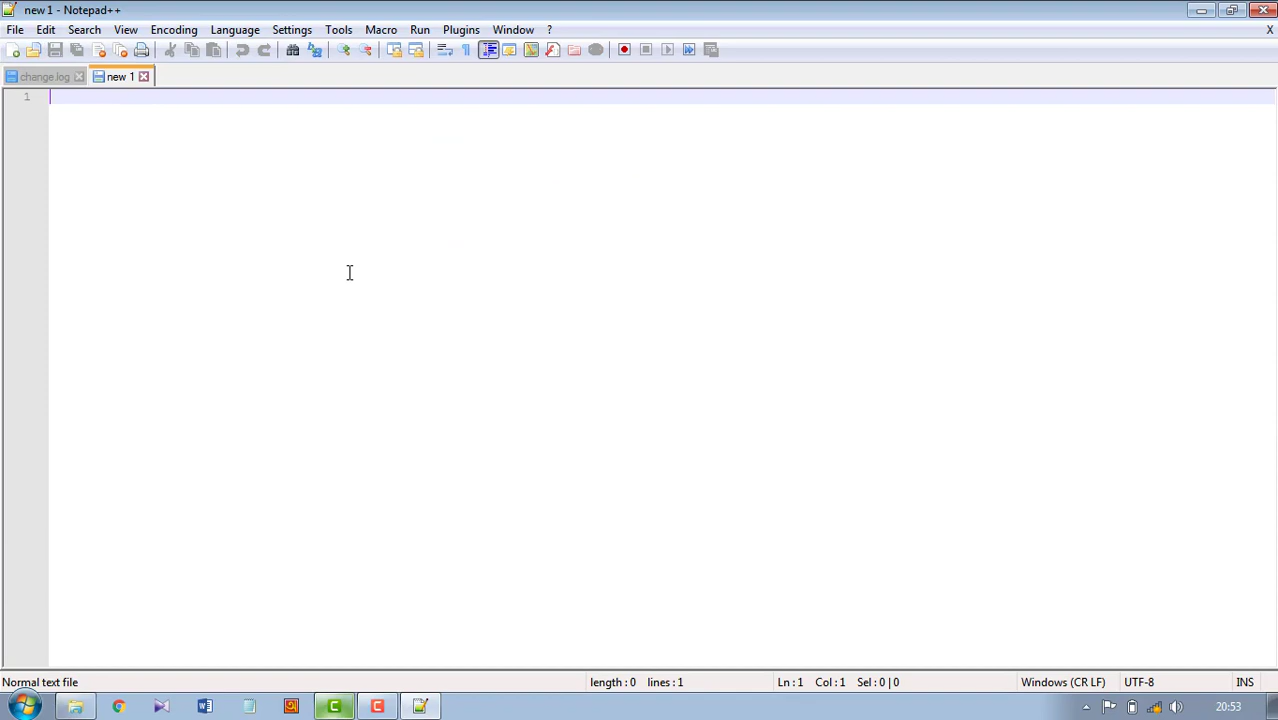 new 1 - Notepad++
File Edit Search View Encoding Language Settings Tools Macro Run Plugins Window ? X
change.log new 1
1
Normal text file length : 0 lines : 1 Ln : 1 Col : 1 Sel : 0 | 0 Windows (CR LF) UTF-8 INS
20:53